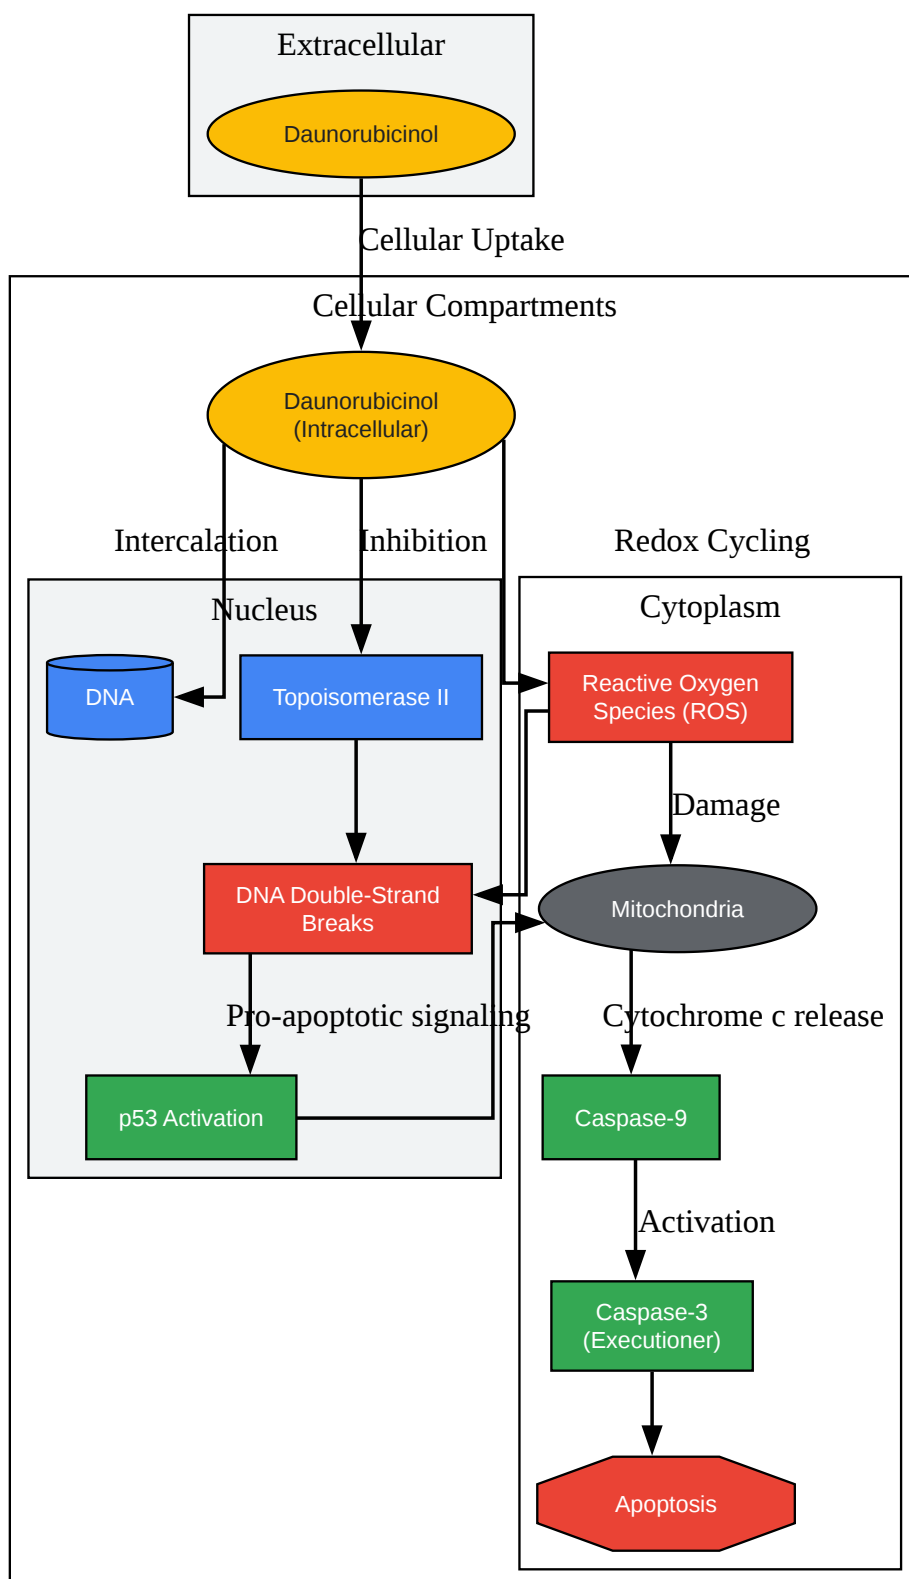 Extracellular
Daunorubicinol
Cellular Uptake
Cellular Compartments
Daunorubicinol
(Intracellular)
Intercalation
Inhibition
Redox Cycling
Nucleus
Cytoplasm
DNA
Topoisomerase II
Reactive Oxygen
Species (ROS)
Damage
DNA Double-Strand
Breaks
Mitochondria
Pro-apoptotic signaling
Cytochrome c release
p53 Activation
Caspase-9
Activation
Caspase-3
(Executioner)
Apoptosis